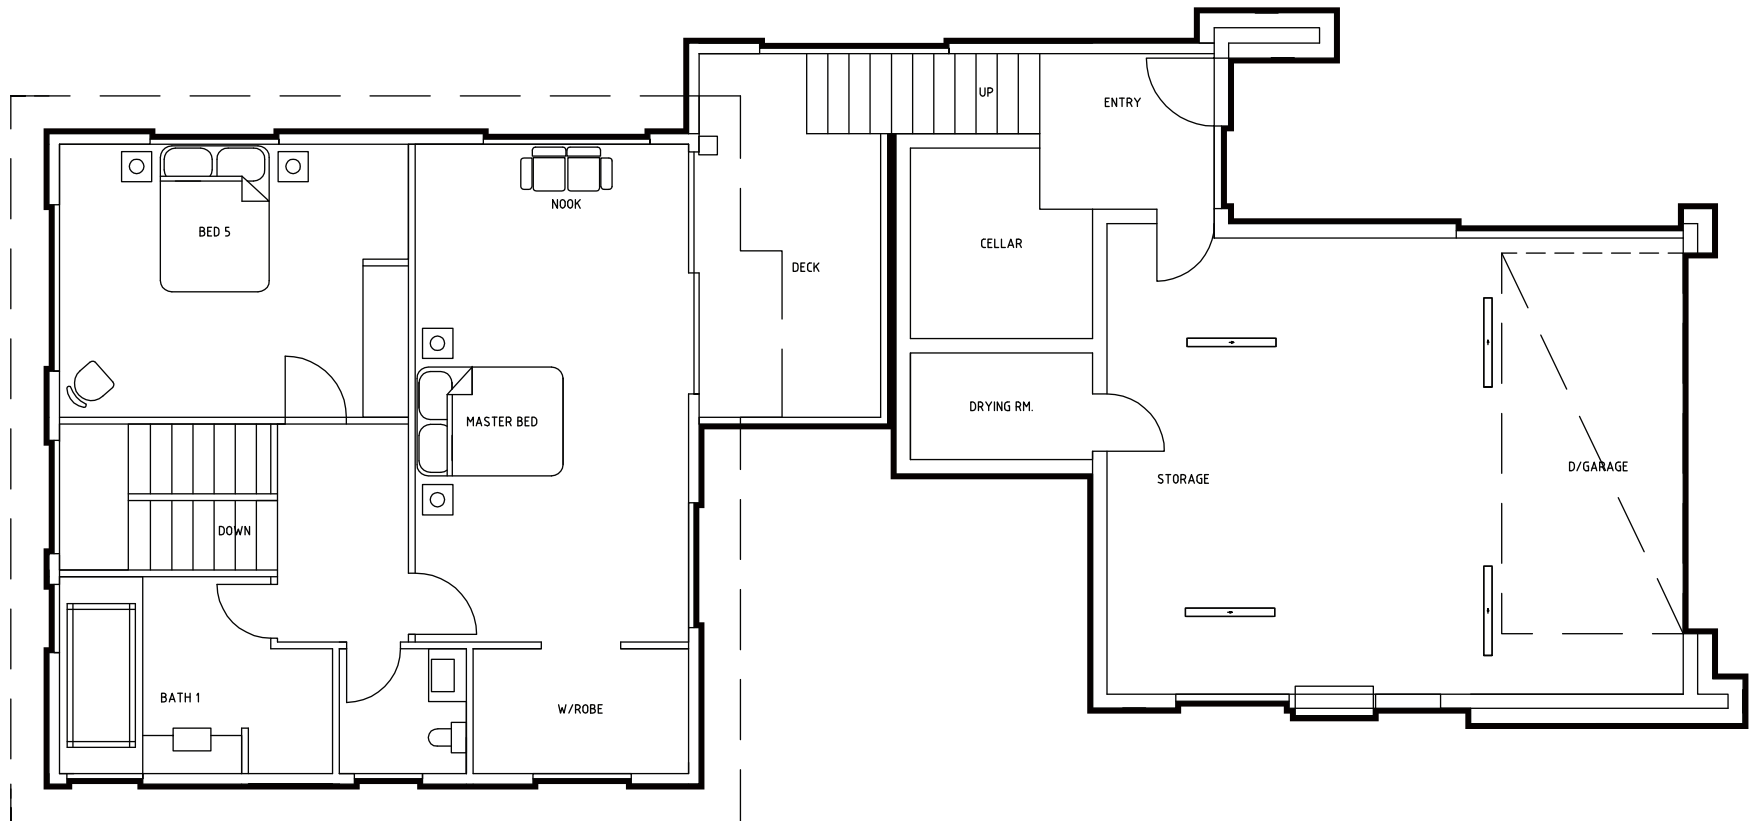 UP
ENTRY
NOOK
BED 5
CELLAR
DECK
DRYING RM.
MASTER BED
D/GARAGE
STORAGE
DOWN
BATH 1
W/ROBE